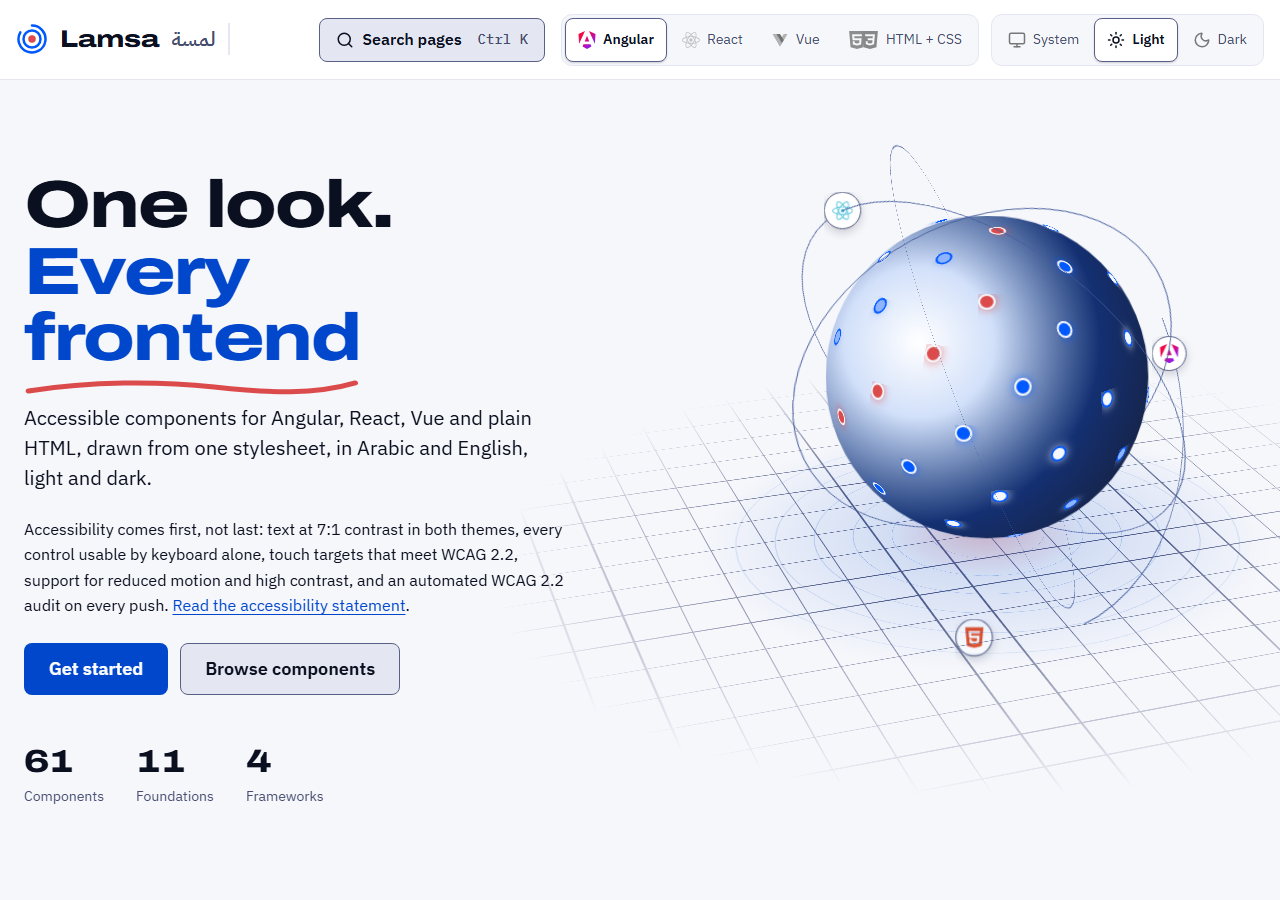 Lamsa لمسة
Search pages Ctrl K
Angular
React
Vue
HTML + CSS
System
Light
Dark
One look.
Every
frontend
Accessible components for Angular, React, Vue and plain
HTML, drawn from one stylesheet, in Arabic and English,
light and dark.
Accessibility comes first, not last: text at 7:1 contrast in both themes, every
control usable by keyboard alone, touch targets that meet WCAG 2.2,
support for reduced motion and high contrast, and an automated WCAG 2.2
audit on every push. Read the accessibility statement.
Get started
Browse components
61 11 4
Components Foundations Frameworks